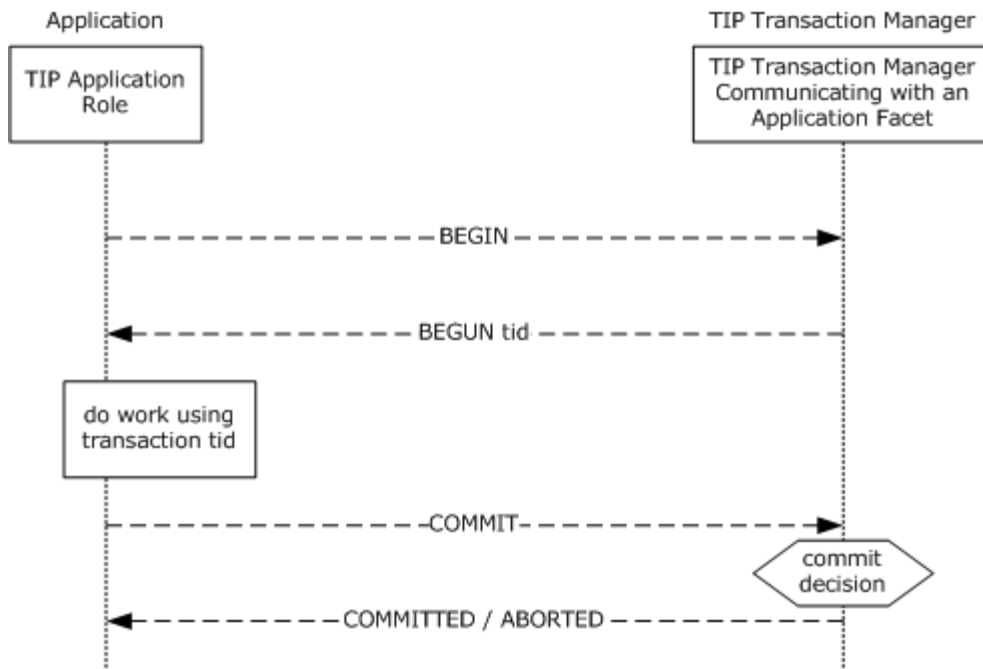 Application
TIP Transaction Manager
TIP Application
Role
TIP Transaction Manager
Communicating with an
Application Facet
BEGIN
BEGUN tid
do work using
transaction tid
COMMIT
commit
decision
COMMITTED / ABORTED